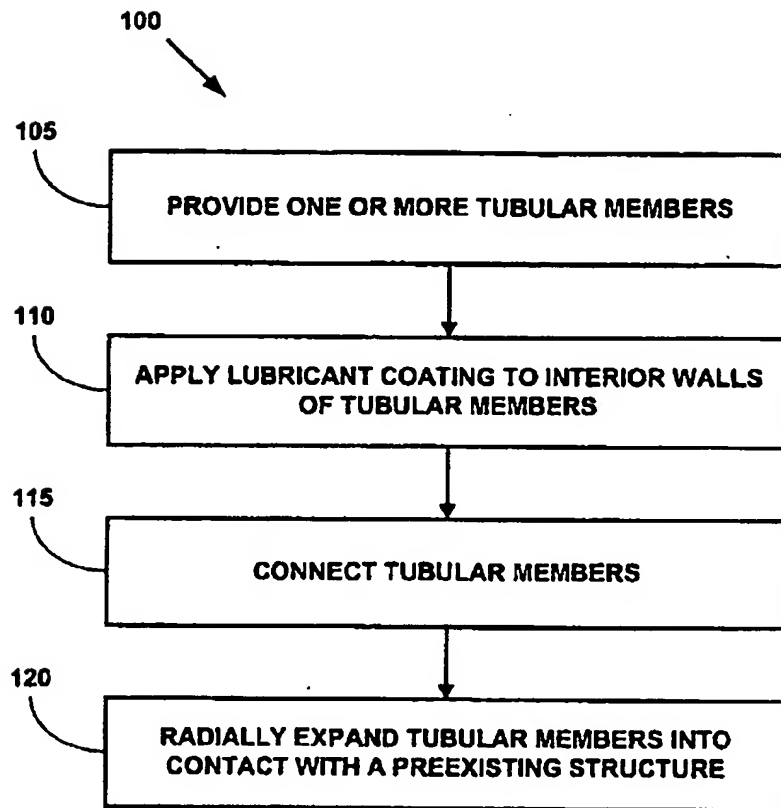 100
105
PROVIDE ONE OR MORE TUBULAR MEMBERS
110
APPLY LUBRICANT COATING TO INTERIOR WALLS
OF TUBULAR MEMBERS
115
CONNECT TUBULAR MEMBERS
120
RADIALLY EXPAND TUBULAR MEMBERS INTO
CONTACT WITH A PREEXISTING STRUCTURE